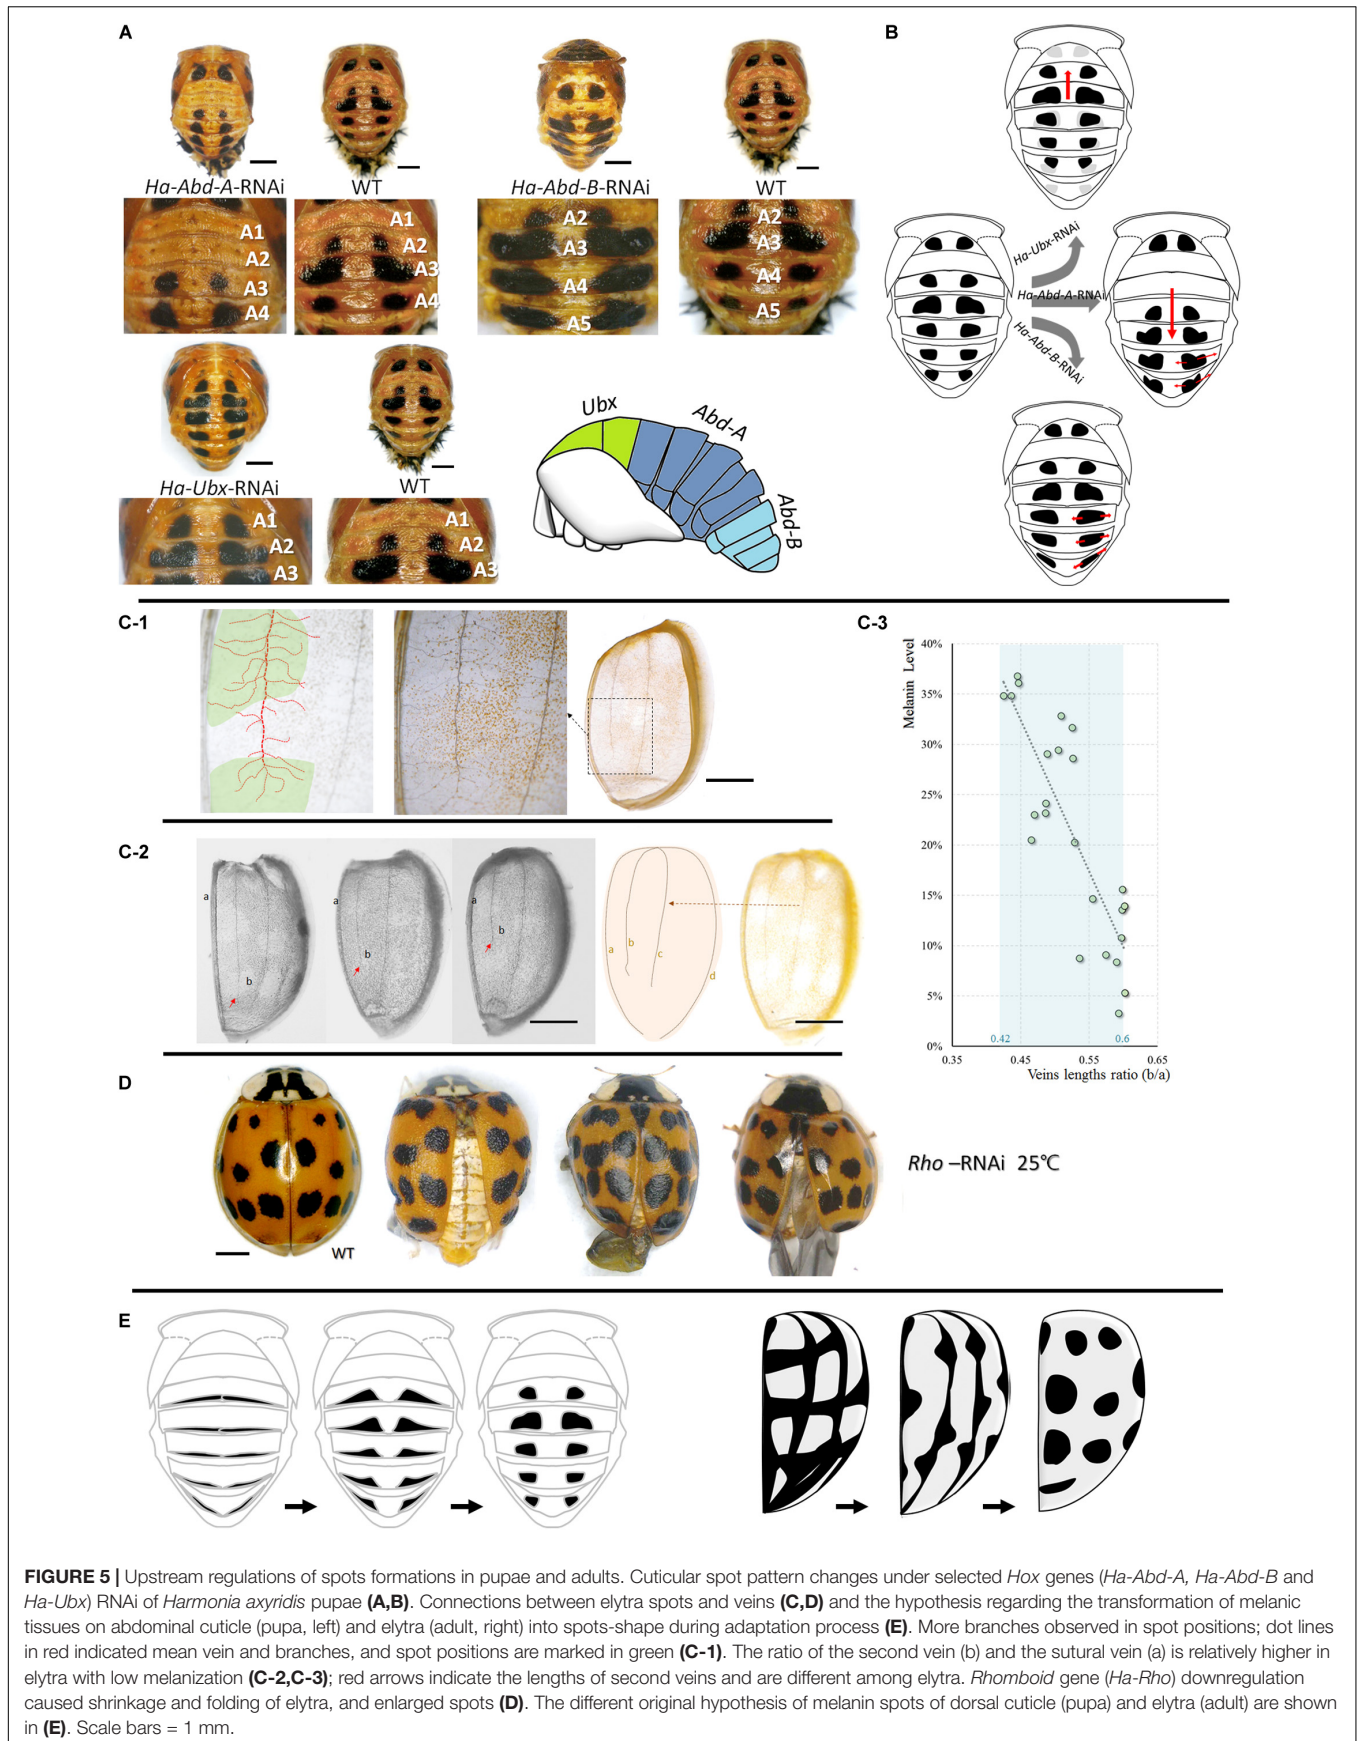 A
B
Ha-Abd-A-RNAi
WT
Ha-Abd-B-RNAi
WT
A1
A2
A3
A4
A1
A2
A3
A4
A2
A3
A4
A5
A2
A3
A4
A5
Ha-Ubx-RNAi
Ha-Abd-A-RNAi
Ha-Abd-B-RNAi
Ubx
Abd-A
Abd-B
Ha-Ubx-RNAi
WT
A1
A2
A3
A1
A2
A3
C-1
C-2
a
b
a
b
a
b
a
b
c
d
C-3
Melanin Level
40%
35%
30%
25%
20%
15%
10%
5%
0%
0.42
0.6
0.35
0.45
0.55
0.65
Veins lengths ratio (b/a)
D
WT
Rho –RNAi 25℃
E
FIGURE 5 | Upstream regulations of spots formations in pupae and adults. Cuticular spot pattern changes under selected Hox genes (Ha-Abd-A, Ha-Abd-B and
Ha-Ubx) RNAi of Harmonia axyridis pupae (A,B). Connections between elytra spots and veins (C,D) and the hypothesis regarding the transformation of melanic
tissues on abdominal cuticle (pupa, left) and elytra (adult, right) into spots-shape during adaptation process (E). More branches observed in spot positions; dot lines
in red indicated mean vein and branches, and spot positions are marked in green (C-1). The ratio of the second vein (b) and the sutural vein (a) is relatively higher in
elytra with low melanization (C-2,C-3); red arrows indicate the lengths of second veins and are different among elytra. Rhomboid gene (Ha-Rho) downregulation
caused shrinkage and folding of elytra, and enlarged spots (D). The different original hypothesis of melanin spots of dorsal cuticle (pupa) and elytra (adult) are shown
in (E). Scale bars = 1 mm.